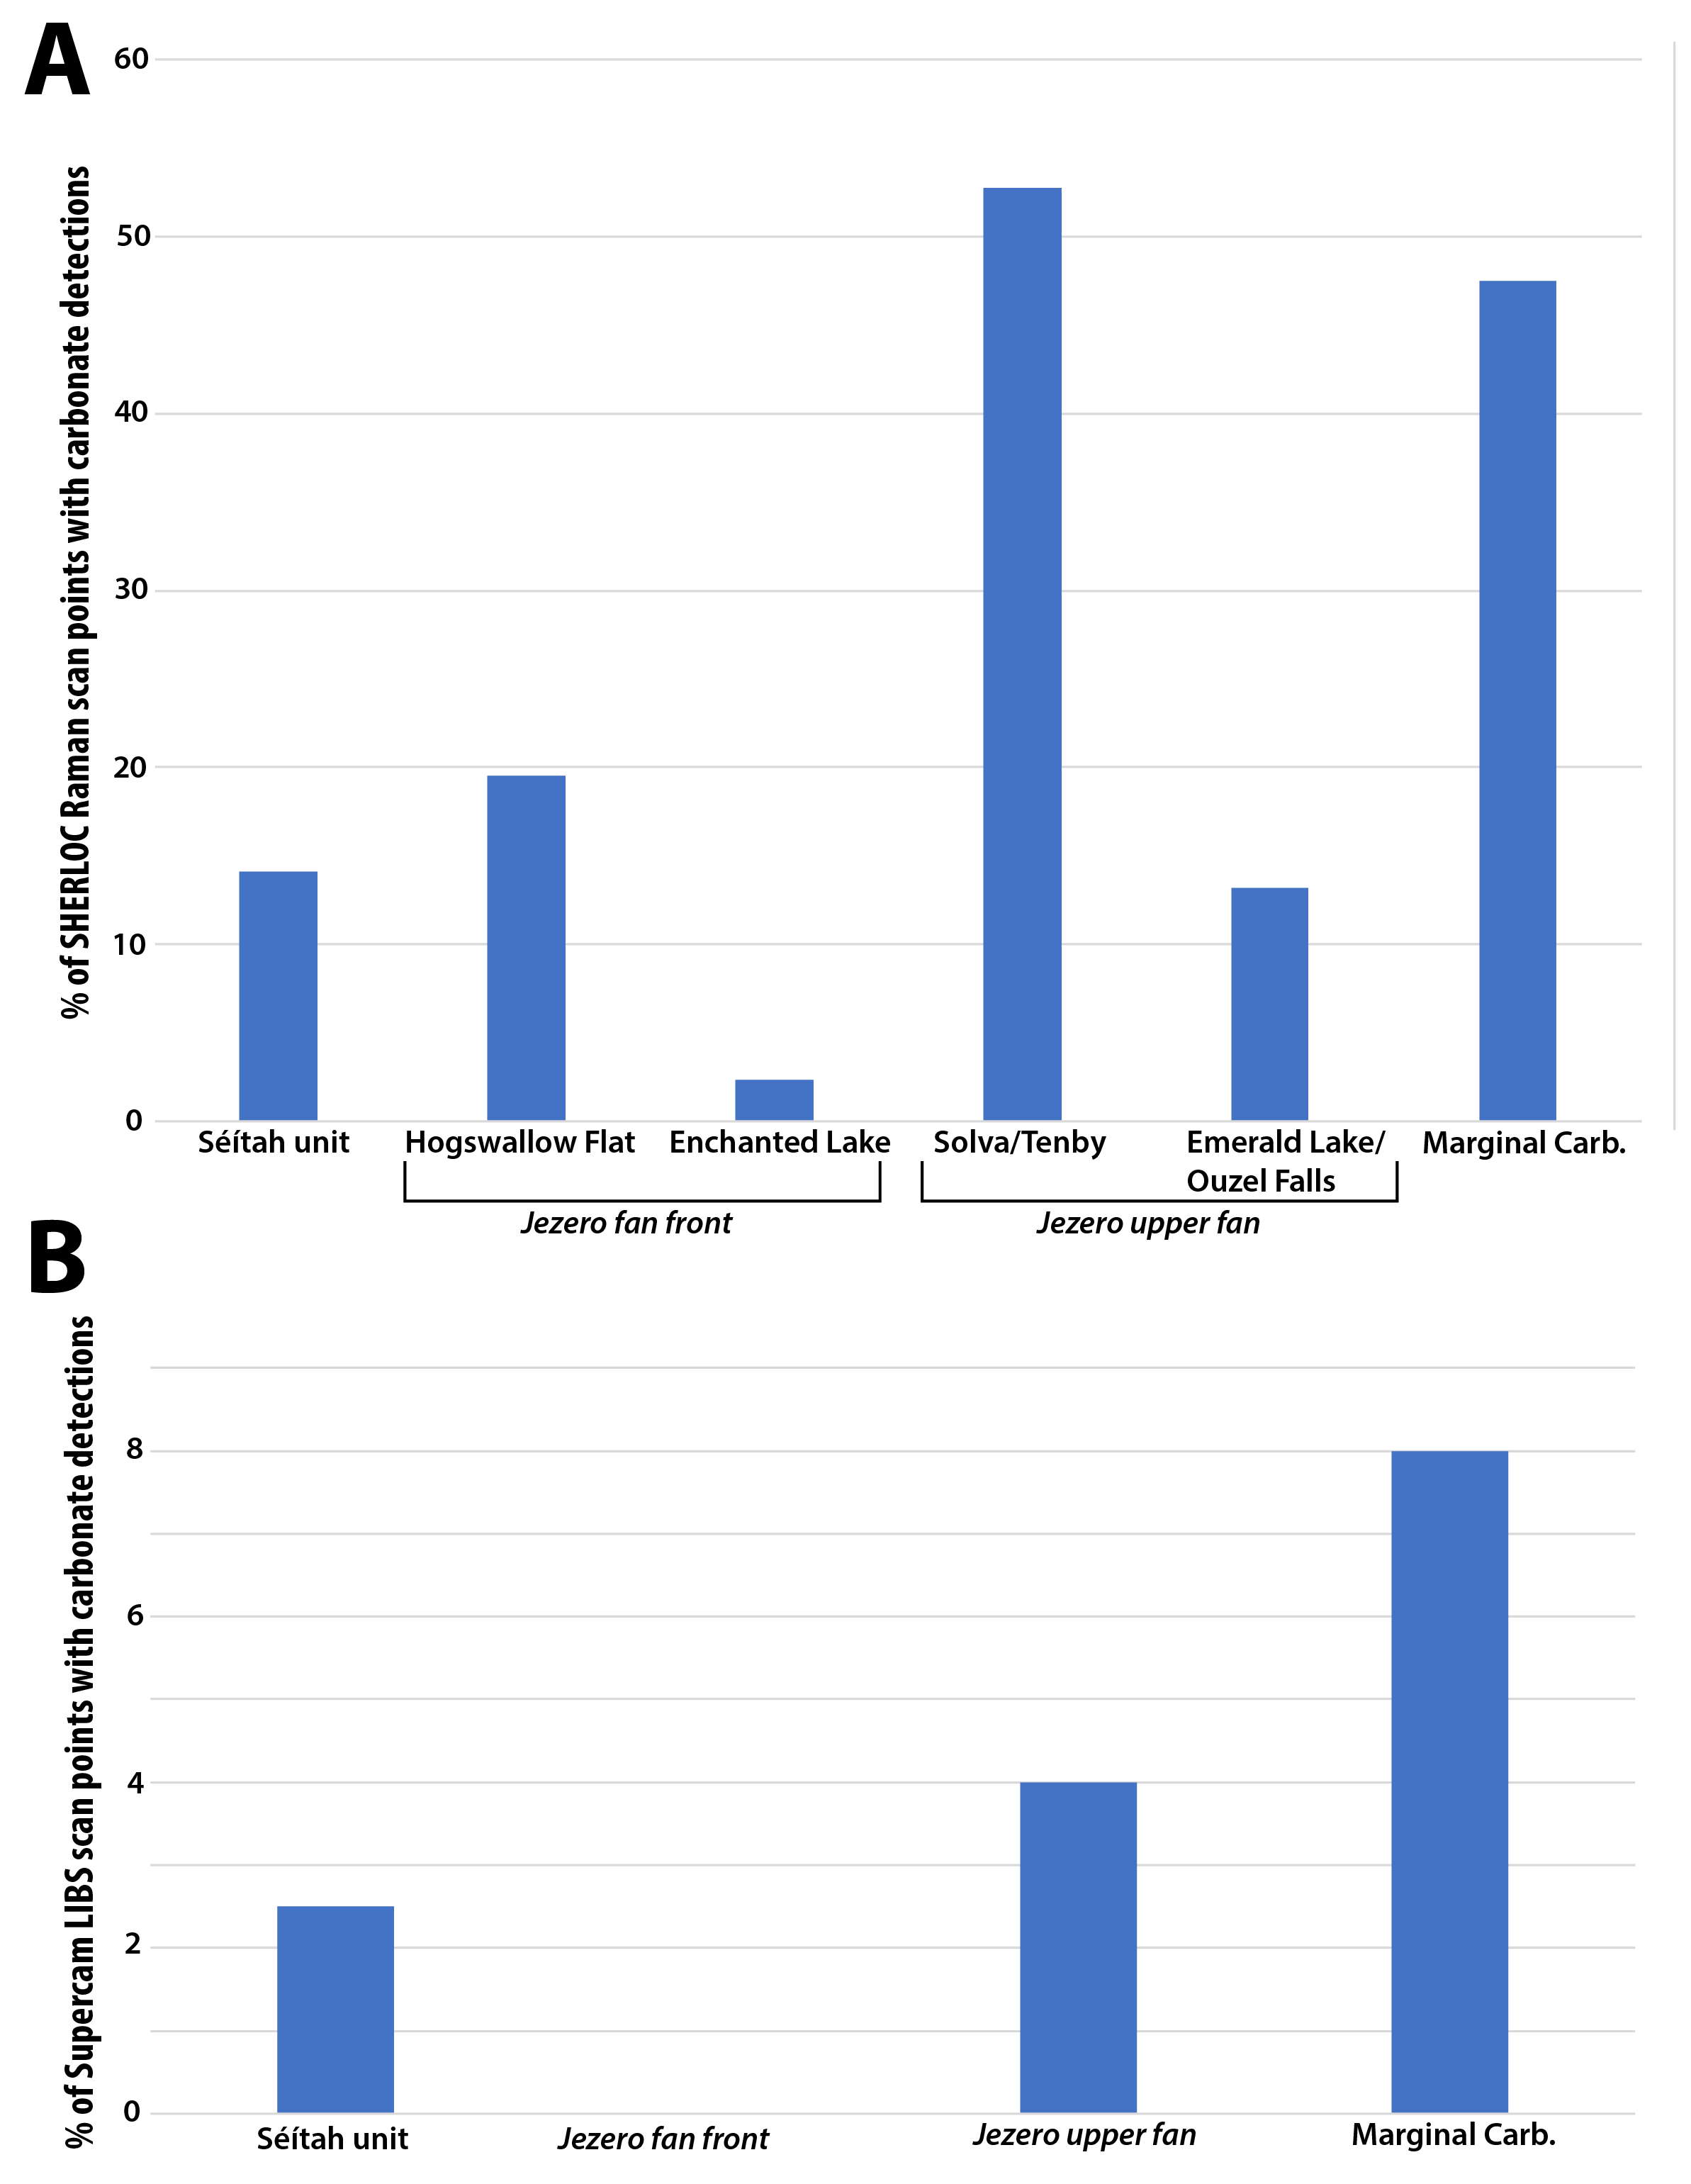 A
% of SHERLOC Raman scan points with carbonate detections
60
50
40
30
20
10
0
Séítah unit
Hogswallow Flat
Enchanted Lake
Solva/Tenby
Emerald Lake/
Ouzel Falls
Marginal Carb.
Jezero fan front
Jezero upper fan
B
% of Supercam LIBS scan points with carbonate detections
8
6
4
2
0
Séítah unit
Jezero fan front
Jezero upper fan
Marginal Carb.